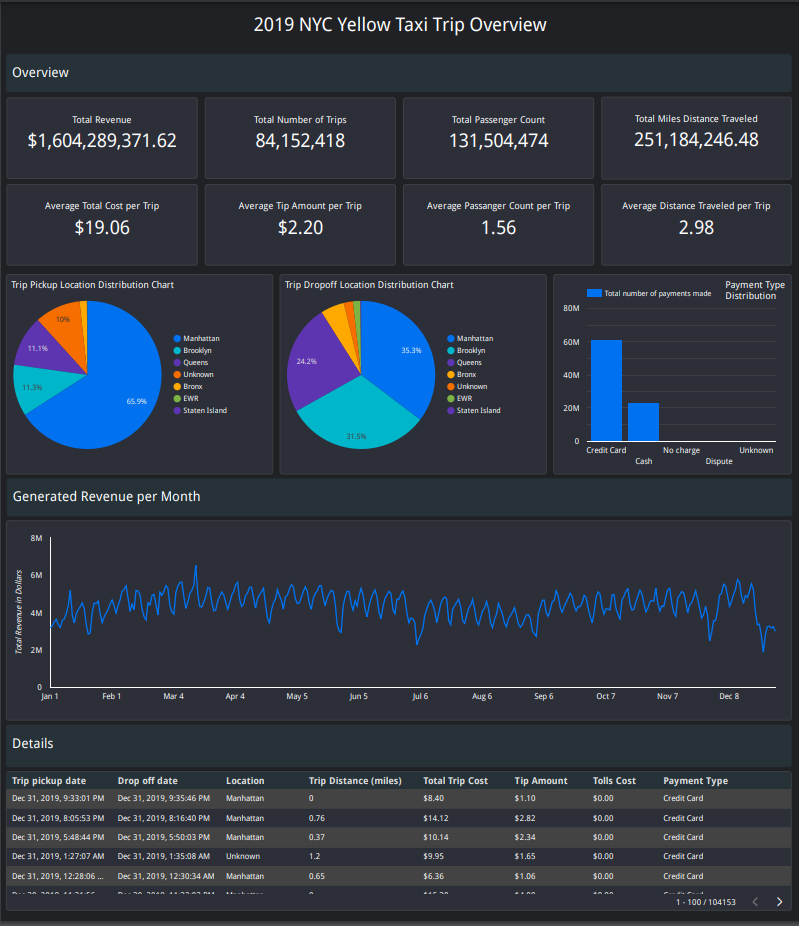 2019 NYC Yellow Taxi Trip Overview
Overview
Total Revenue
$1,604,289,371.62
Total Number of Trips
84,152,418
Total Passenger Count
131,504,474
Total Miles Distance Traveled
251,184,246.48
Average Total Cost per Trip
$19.06
Average Tip Amount per Trip
$2.20
Average Passanger Count per Trip
1.56
Average Distance Traveled per Trip
2.98
Trip Pickup Location Distribution Chart
10%
11.1%
11.3%
65.9%
Manhattan
Brooklyn
Queens
Unknown
Bronx
EWR
Staten Island
Trip Dropoff Location Distribution Chart
35.3%
24.2%
31.5%
Manhattan
Brooklyn
Queens
Bronx
Unknown
EWR
Staten Island
Payment Type
Distribution
Total number of payments made
80M
60M
40M
20M
0
Credit Card
Cash
No charge
Dispute
Unknown
Generated Revenue per Month
Total Revenue in Dollars
8M
6M
4M
2M
0
Jan 1 Feb 1 Mar 4 Apr 4 May 5 Jun 5 Jul 6 Aug 6 Sep 6 Oct 7 Nov 7 Dec 8
Details
Trip pickup date Drop off date Location Trip Distance (miles) Total Trip Cost Tip Amount Tolls Cost Payment Type
Dec 31, 2019, 9:33:01 PM Dec 31, 2019, 9:35:46 PM Manhattan 0 $8.40 $1.10 $0.00 Credit Card
Dec 31, 2019, 8:05:53 PM Dec 31, 2019, 8:16:40 PM Manhattan 0.76 $14.12 $2.82 $0.00 Credit Card
Dec 31, 2019, 5:48:44 PM Dec 31, 2019, 5:50:03 PM Manhattan 0.37 $10.14 $2.34 $0.00 Credit Card
Dec 31, 2019, 1:27:07 AM Dec 31, 2019, 1:35:08 AM Unknown 1.2 $9.95 $1.65 $0.00 Credit Card
Dec 31, 2019, 12:28:06 ... Dec 31, 2019, 12:30:34 AM Manhattan 0.65 $6.36 $1.06 $0.00 Credit Card
1 - 100 / 104153